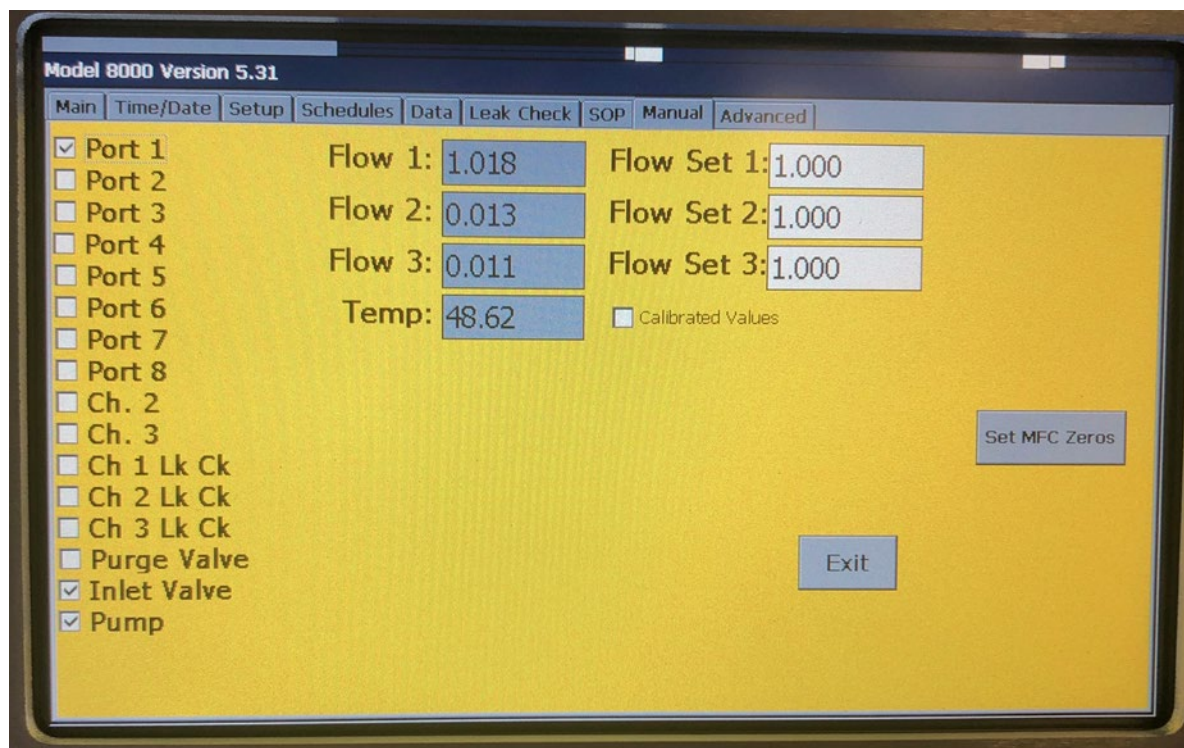 Model 8000 Version 5.31
Main Time/Date Setup Schedules Data Leak Check SOP Manual Advanced
Port 1
Port 2
Port 3
Port 4
Port 5
Port 6
Port 7
Port 8
Ch. 2
Ch. 3
Ch 1 Lk Ck
Ch 2 Lk Ck
Ch 3 Lk Ck
Purge Valve
Inlet Valve
Pump
Flow 1: 1.018
Flow 2: 0.013
Flow 3: 0.011
Temp: 48.62
Flow Set 1: 1.000
Flow Set 2: 1.000
Flow Set 3: 1.000
Calibrated Values
Set MFC Zeros
Exit